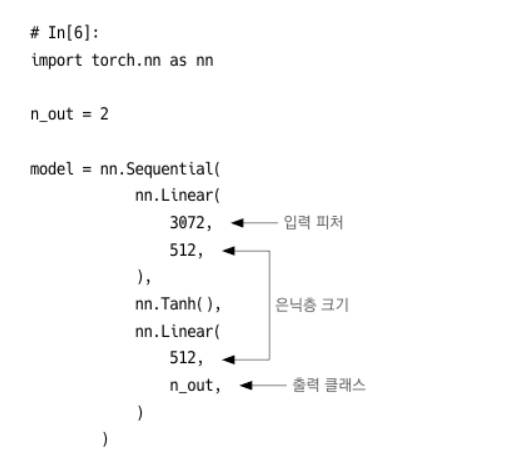 # In[6]:
import torch.nn as nn
n_out = 2
model = nn.Sequential(
nn.Linear(
3072, 입력 피처
512,
),
nn.Tanh(), 은닉층 크기
nn.Linear(
512,
n_out, 출력 클래스
)
)